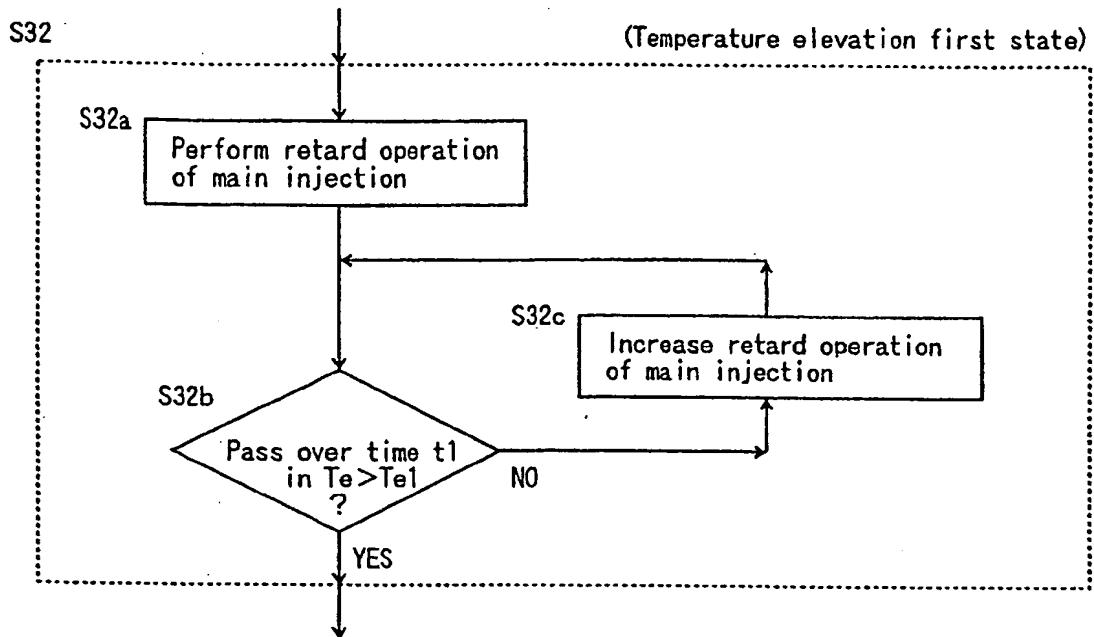 S32
(Temperature elevation first state)
S32a
Perform retard operation
of main injection
S32c
Increase retard operation
of main injection
S32b
Pass over time t1
in Te>Te1
?
NO
YES